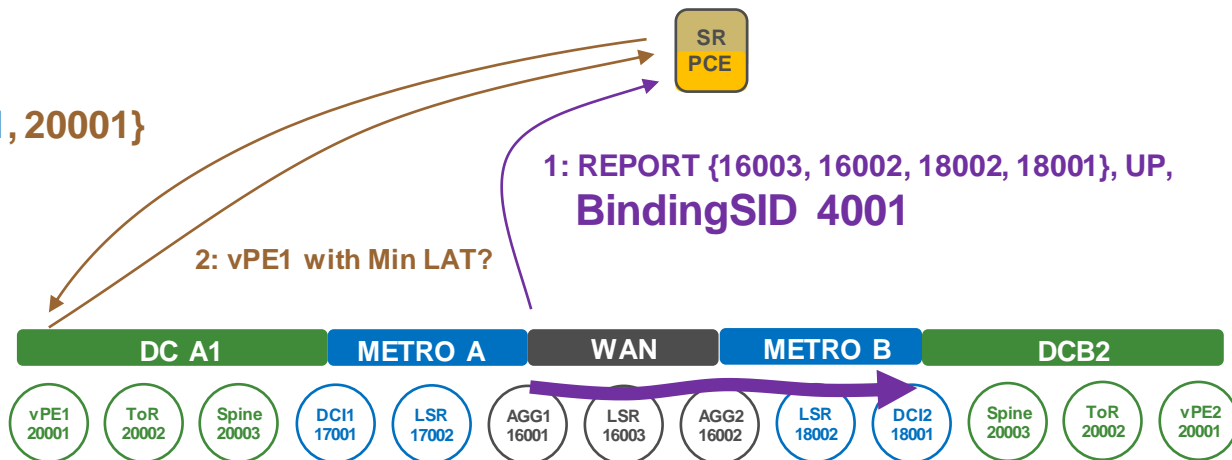 SR
PCE
, 20001}
1: REPORT {16003, 16002, 18002, 18001}, UP,
BindingSID 4001
2: vPE1 with Min LAT?
DC A1
METRO A
WAN
METRO B
DCB2
vPE1
20001
ToR
20002
Spine
20003
DCI1
17001
LSR
17002
AGG1
16001
LSR
16003
AGG2
16002
LSR
18002
DCI2
18001
Spine
20003
ToR
20002
vPE2
20001